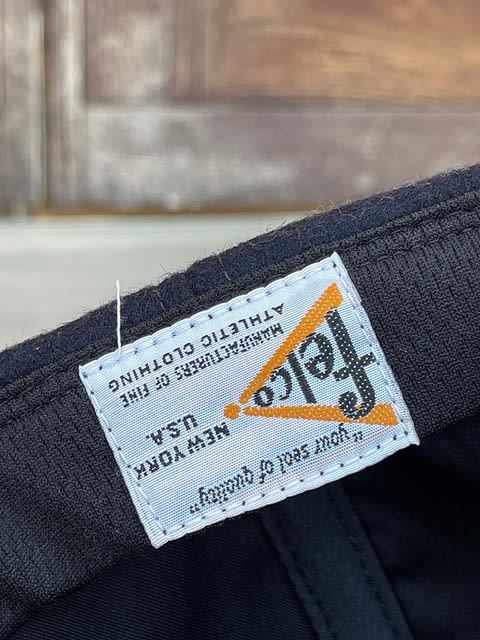 "your seal of quality"
felco
NEW YORK
U.S.A.
MANUFACTURERS OF FINE
ATHLETIC CLOTHING